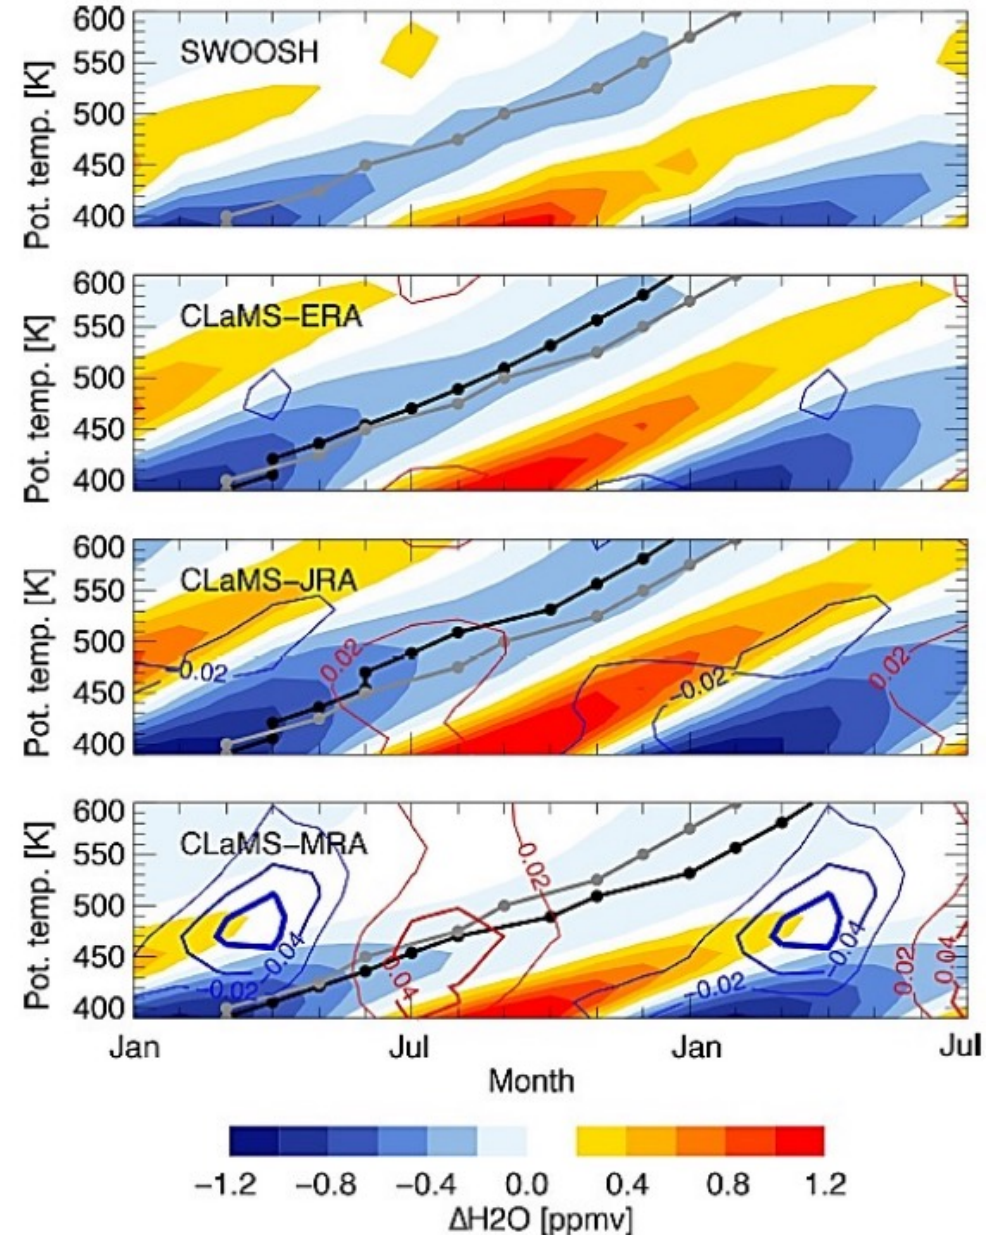 600
SWOOSH
550
500
450
400
Pot. temp. [K]
600
CLaMS−ERA
550
500
450
400
Pot. temp. [K]
600
CLaMS−JRA
550
500
450
400
Pot. temp. [K]
−0.02
0.02
−0.02
0.02
600
CLaMS−MRA
550
500
450
400
Pot. temp. [K]
−0.02
−0.04
0.04
0.02
−0.02
−0.04
0.02
0.04
Jan
Jul
Jan
Jul
Month
−1.2 −0.8 −0.4 0.0 0.4 0.8 1.2
ΔH2O [ppmv]